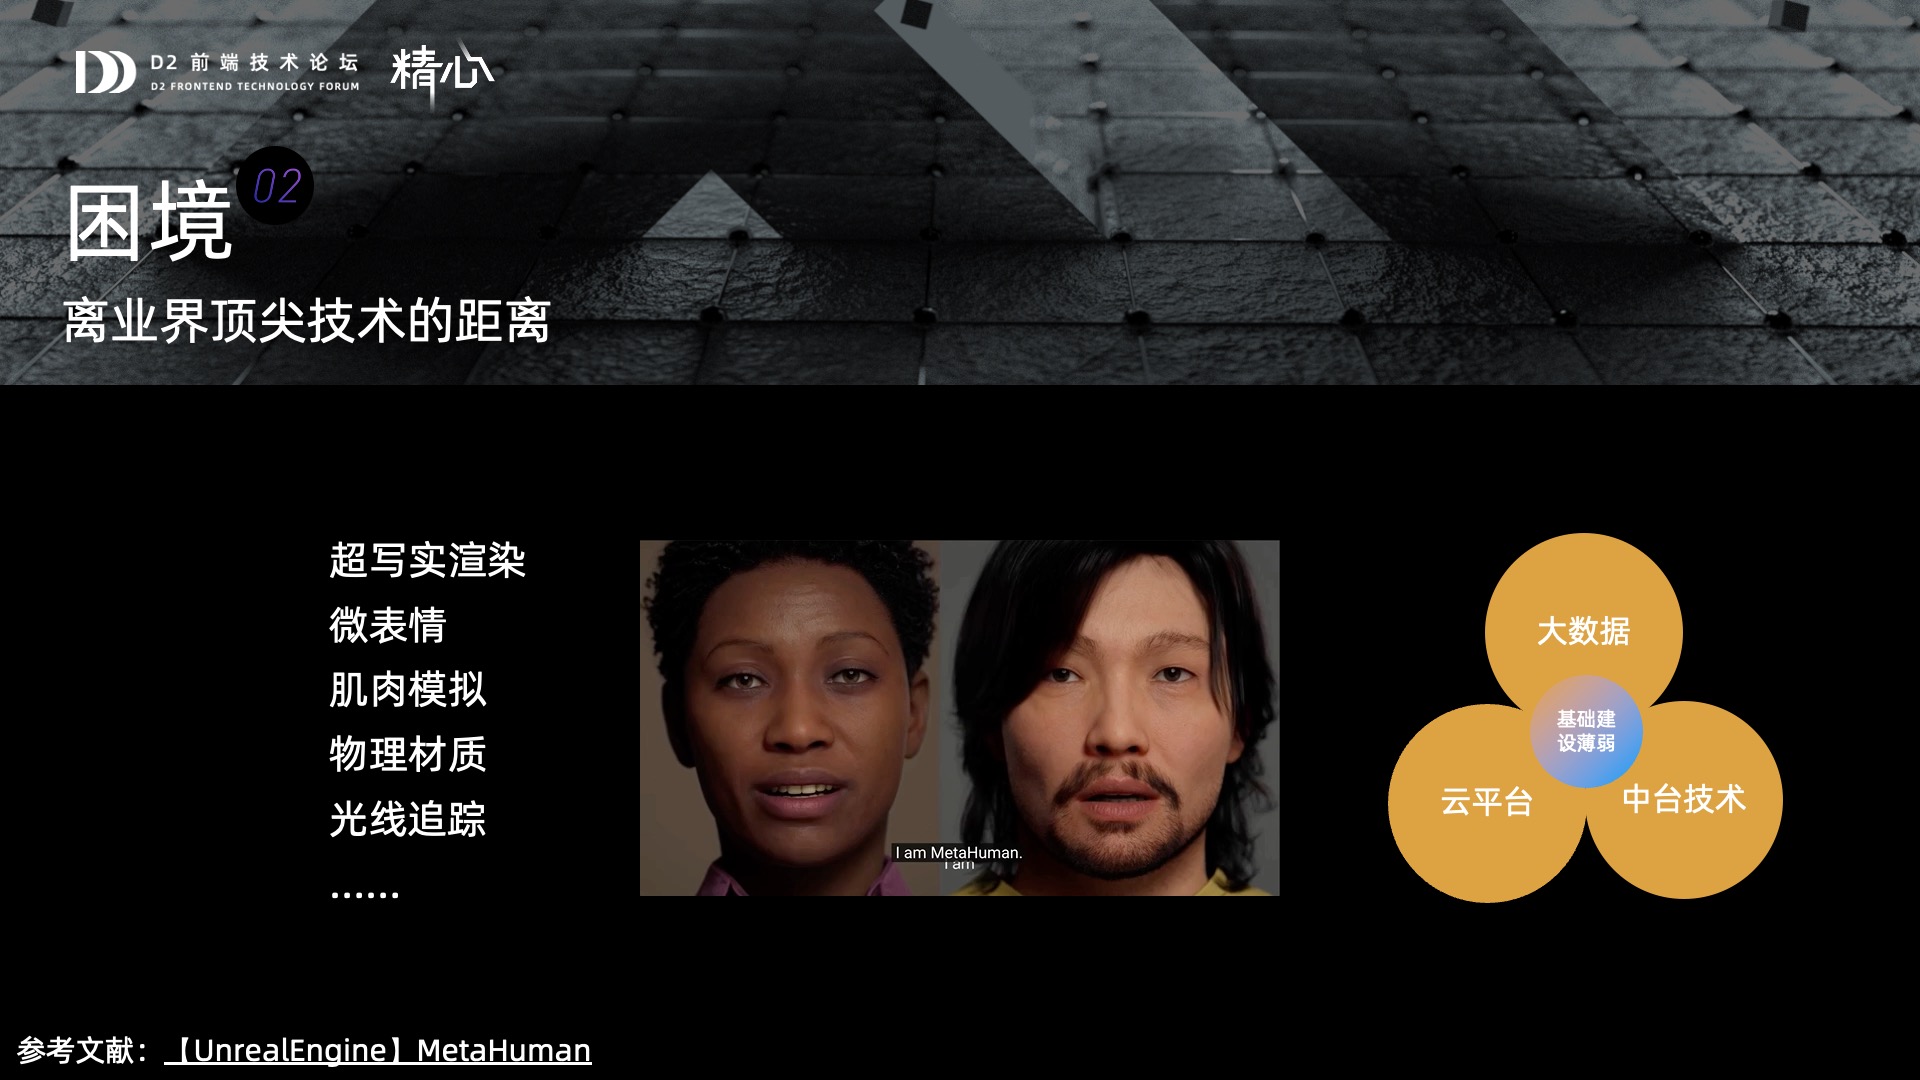 D2 前端技术论坛
D2 FRONTEND TECHNOLOGY FORUM
精心
困境
02
离业界顶尖技术的距离
超写实渲染
微表情
肌肉模拟
物理材质
光线追踪
......
I am MetaHuman.
I am
大数据
基础建
设薄弱
云平台
中台技术
参考文献：【UnrealEngine】MetaHuman